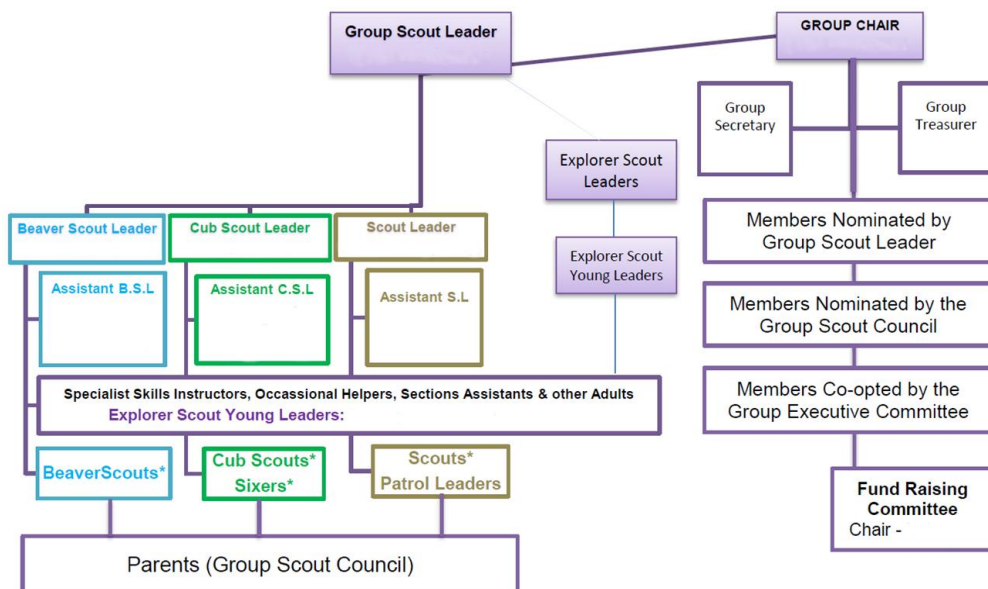 Group Scout Leader
GROUP CHAIR
Group
Secretary
Group
Treasurer
Explorer Scout
Leaders
Members Nominated by
Group Scout Leader
Beaver Scout Leader
Cub Scout Leader
Scout Leader
Explorer Scout
Young Leaders
Assistant B.S.L
Assistant C.S.L
Assistant S.L
Members Nominated by the
Group Scout Council
Specialist Skills Instructors, Occassional Helpers, Sections Assistants & other Adults
Explorer Scout Young Leaders:
Members Co-opted by the
Group Executive Committee
BeaverScouts*
Cub Scouts*
Sixers*
Scouts*
Patrol Leaders
Fund Raising
Committee
Chair -
Parents (Group Scout Council)